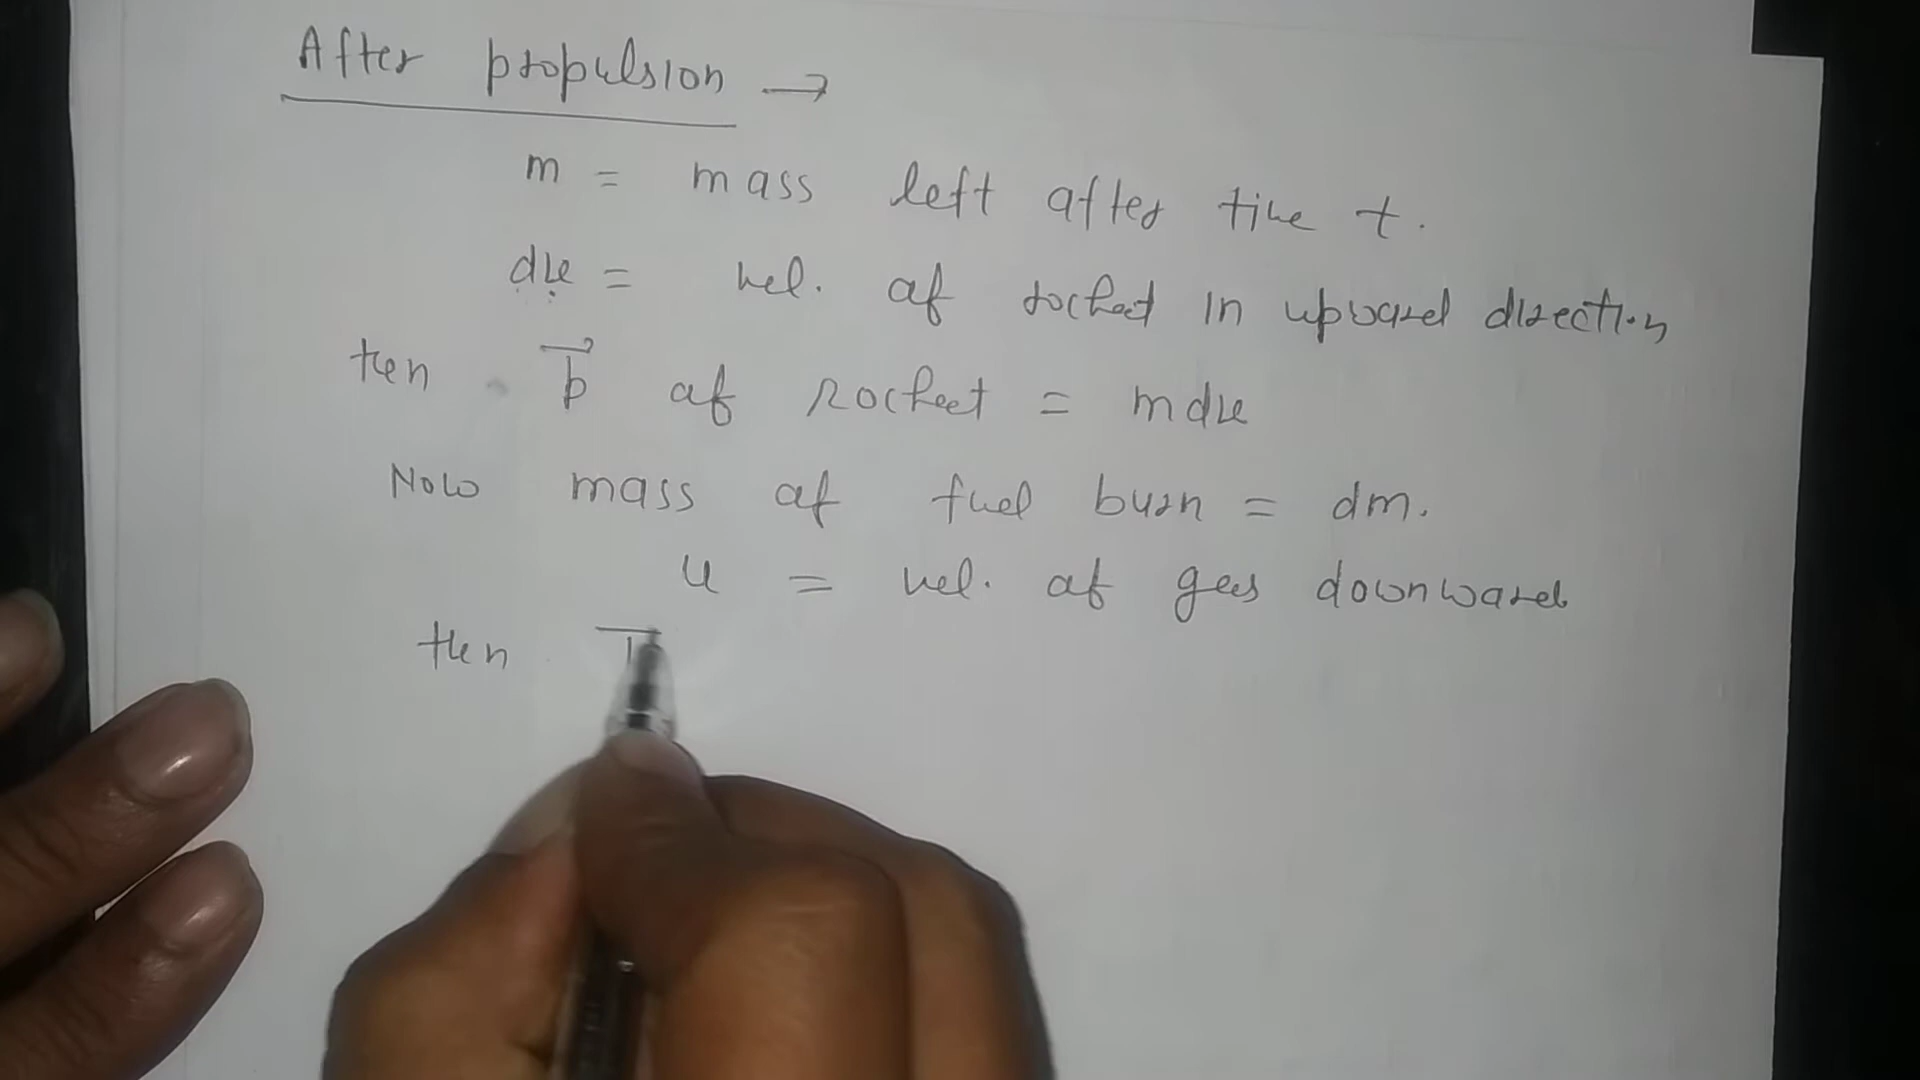 After propulsion →
m = mass left after time t.
dv = vel. of rocket in upward direction
then p⃗ of rocket = mdv
Now mass of fuel burn = dm.
u = vel. of gas downward
then